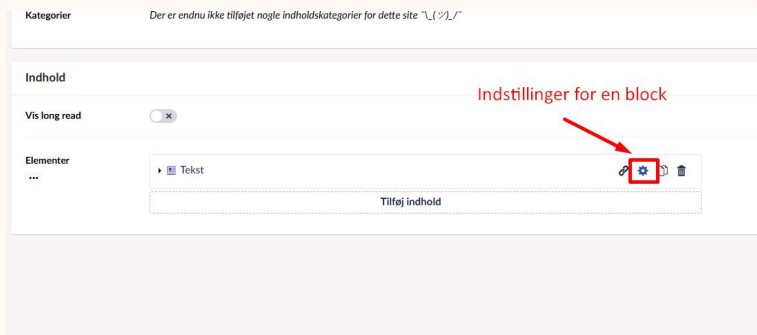 Kategorier
Der er endnu ikke tilføjet nogle indholdskategorier for dette site ¯\_(ツ)_/¯
Indhold
Indstillinger for en block
Vis long read
Elementer
...
Tekst
Tilføj indhold